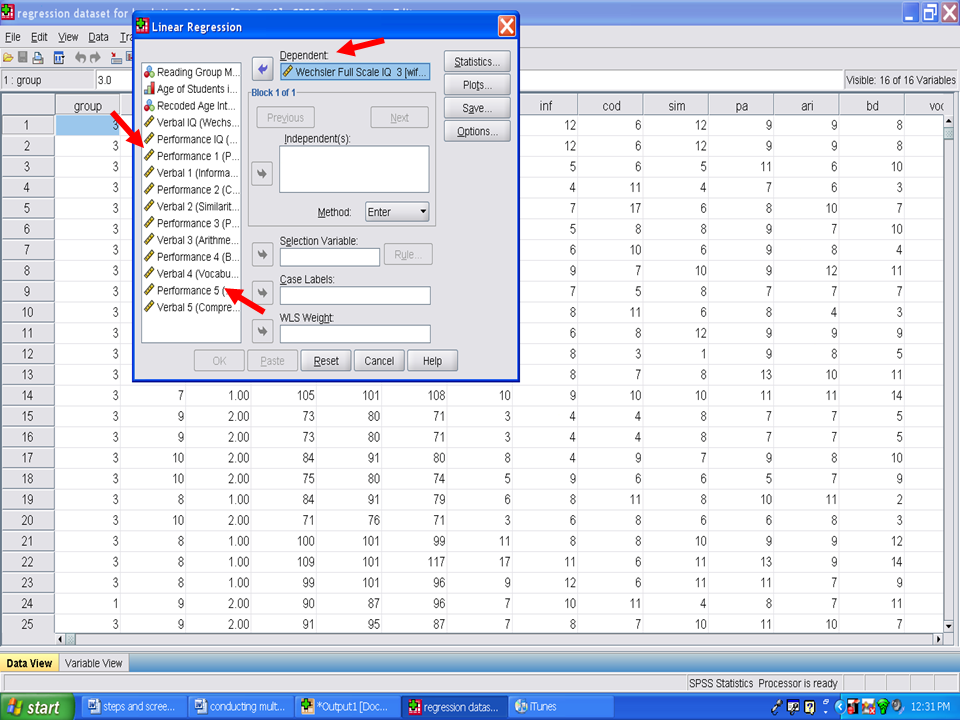 regression dataset for
Linear Regression
File Edit View Data
1 : group 3.0 Visible: 16 of 16 Variables
Dependent:
Wechsler Full Scale IQ 3 [wif...
Block 1 of 1
Previous Next
Independent(s):
Method: Enter
Selection Variable:
Rule...
Case Labels:
WLS Weight:
Statistics...
Plots...
Save...
Options...
Reading Group M...
Age of Students i...
Recoded Age Int...
Verbal IQ (Wechs...
Performance IQ (...
Performance 1 (P...
Verbal 1 (Informa...
Performance 2 (C...
Verbal 2 (Similarit...
Performance 3 (P...
Verbal 3 (Arithme...
Performance 4 (B...
Verbal 4 (Vocabu...
Performance 5 (
Verbal 5 (Compre...
OK Paste Reset Cancel Help
group inf cod sim pa ari bd voc
1 3 12 6 12 9 9 8
2 3 12 6 12 9 9 8
3 3 5 6 5 11 6 10
4 3 4 11 4 7 6 3
5 3 7 17 6 8 10 7
6 3 5 8 8 9 7 10
7 3 6 10 6 9 8 4
8 3 9 7 10 9 12 11
9 3 7 5 8 7 7 7
10 3 8 11 6 8 4 3
11 3 6 8 12 9 9 9
12 3 8 3 1 9 8 5
13 3 8 7 8 13 10 11
14 3 7 1.00 105 101 108 10 9 10 10 11 11 14
15 3 9 2.00 73 80 71 3 4 4 8 7 7 5
16 3 9 2.00 73 80 71 3 4 4 8 7 7 5
17 3 10 2.00 84 91 80 8 4 9 7 9 8 10
18 3 10 2.00 75 80 74 5 9 6 6 5 7 9
19 3 8 1.00 84 91 79 6 8 11 8 10 11 2
20 3 10 2.00 71 76 71 3 6 8 6 6 8 3
21 3 8 1.00 100 101 99 11 8 8 10 9 9 12
22 3 8 1.00 109 101 117 17 11 6 11 13 9 14
23 3 8 1.00 99 101 96 9 12 6 11 11 7 9
24 1 9 2.00 90 87 96 7 10 11 4 8 7 11
25 3 9 2.00 91 95 87 7 8 7 10 11 10 7
Data View Variable View
SPSS Statistics Processor is ready
start steps and scree... conducting mult... *Output1 [Doc... regression datas... iTunes 12:31 PM